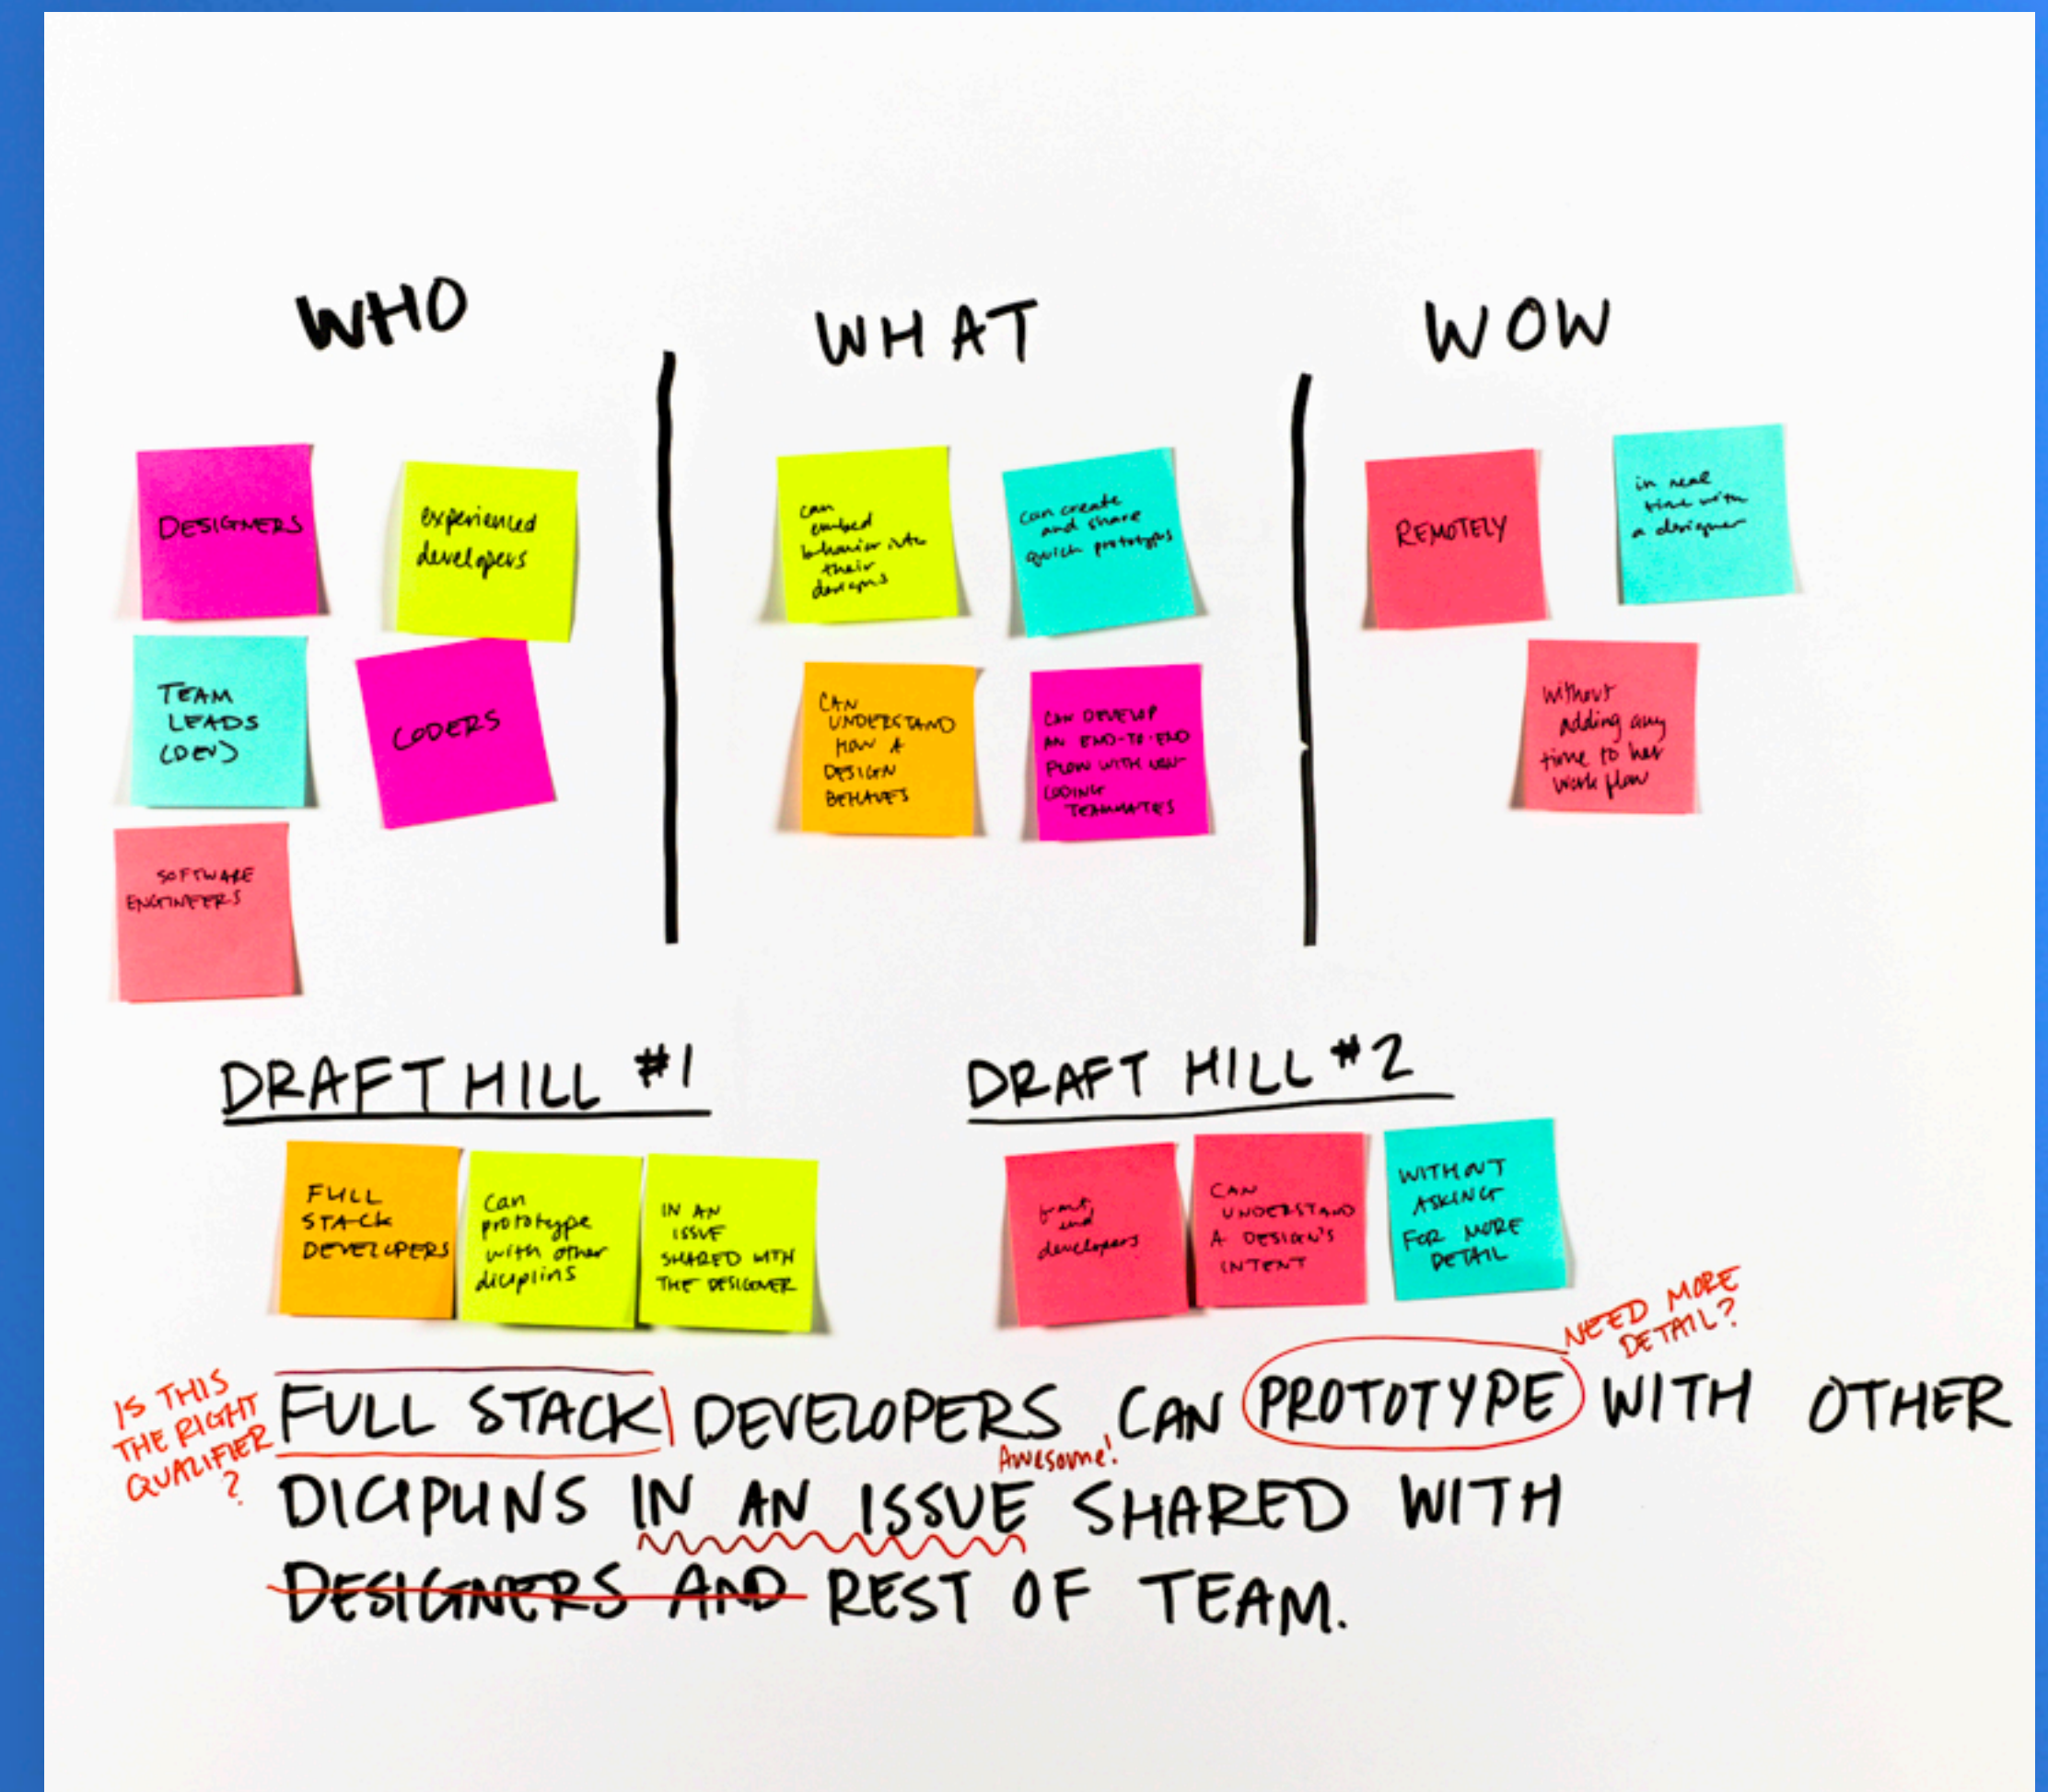 WHO
WHAT
WOW
DESIGNERS
experienced
developers
TEAM
LEADS
(DEV)
CODERS
SOFTWARE
ENGINEERS
can
embed
behavior into
their
designs
can create
and share
quick prototypes
CAN
UNDERSTAND
HOW A
DESIGN
BEHAVES
CAN DEVELOP
AN END-TO-END
FLOW WITH NON-
CODING
TEAMMATES
REMOTELY
in real
time with
a designer
without
adding any
time to her
work flow
DRAFT HILL #1
FULL
STACK
DEVELOPERS
Can
prototype
with other
diciplins
IN AN
ISSUE
SHARED WITH
THE DESIGNER
DRAFT HILL #2
front
end
developers
CAN
UNDERSTAND
A DESIGN'S
INTENT
WITHOUT
ASKING
FOR MORE
DETAIL
NEED MORE
DETAIL?
IS THIS
THE RIGHT
QUALIFIER
?
FULL STACK DEVELOPERS CAN PROTOTYPE WITH OTHER
Awesome!
DICIPLINS IN AN ISSUE SHARED WITH
DESIGNERS AND REST OF TEAM.